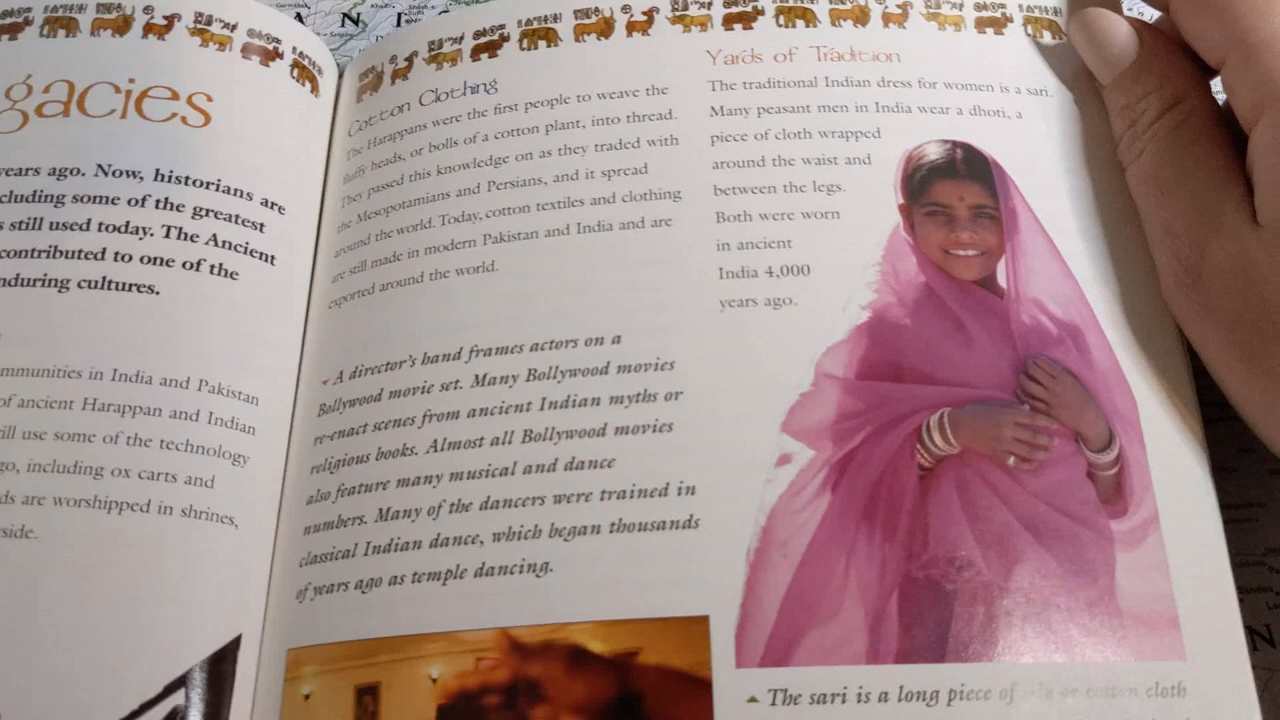 gacies
years ago. Now, historians are
cluding some of the greatest
s still used today. The Ancient
contributed to one of the
nduring cultures.
mmunities in India and Pakistan
of ancient Harappan and Indian
ill use some of the technology
go, including ox carts and
ds are worshipped in shrines,
side.
Cotton Clothing
The Harappans were the first people to weave the
fluffy heads, or bolls of a cotton plant, into thread.
They passed this knowledge on as they traded with
the Mesopotamians and Persians, and it spread
around the world. Today, cotton textiles and clothing
are still made in modern Pakistan and India and are
exported around the world.
A director's hand frames actors on a
Bollywood movie set. Many Bollywood movies
re-enact scenes from ancient Indian myths or
religious books. Almost all Bollywood movies
also feature many musical and dance
numbers. Many of the dancers were trained in
classical Indian dance, which began thousands
of years ago as temple dancing.
Yards of Tradition
The traditional Indian dress for women is a sari.
Many peasant men in India wear a dhoti, a
piece of cloth wrapped
around the waist and
between the legs.
Both were worn
in ancient
India 4,000
years ago.
The sari is a long piece of or cotton cloth